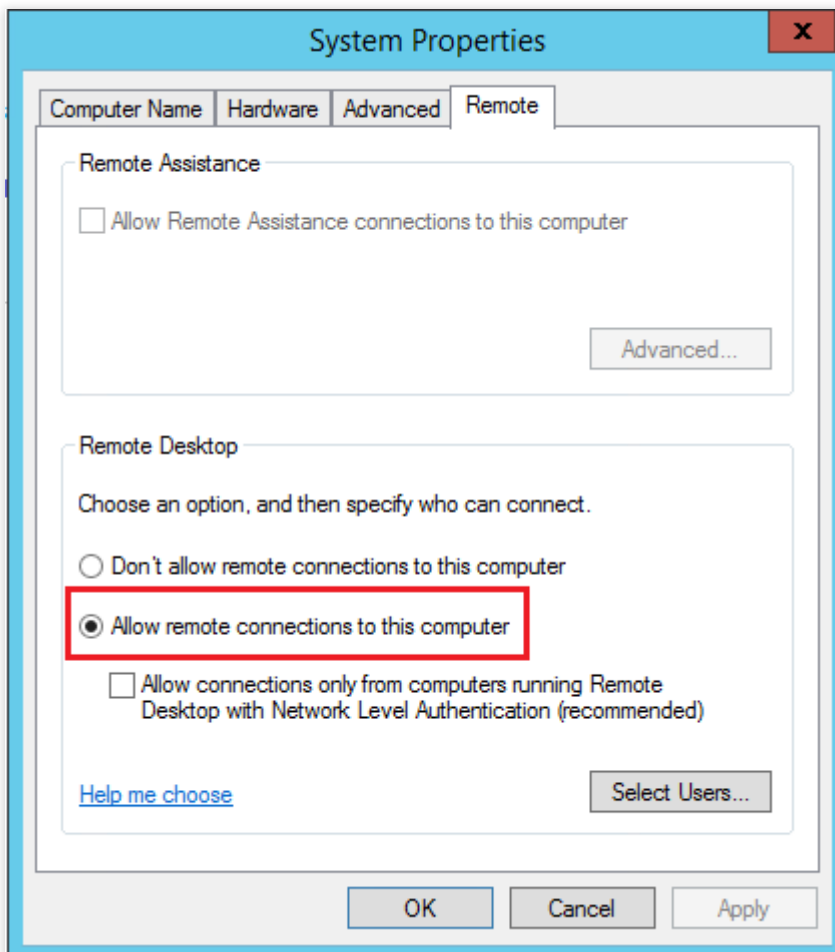 System Properties
x
Computer Name Hardware Advanced Remote
Remote Assistance
Allow Remote Assistance connections to this computer
Advanced...
Remote Desktop
Choose an option, and then specify who can connect.
Don't allow remote connections to this computer
Allow remote connections to this computer
Allow connections only from computers running Remote
Desktop with Network Level Authentication (recommended)
Help me choose
Select Users...
OK Cancel Apply